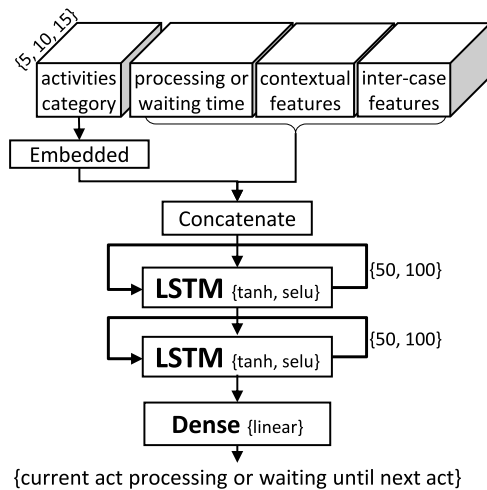 {5, 10, 15}
activities category
processing or waiting time
contextual features
inter-case features
Embedded
Concatenate
{50, 100}
LSTM {tanh, selu}
{50, 100}
LSTM {tanh, selu}
Dense {linear}
{current act processing or waiting until next act}